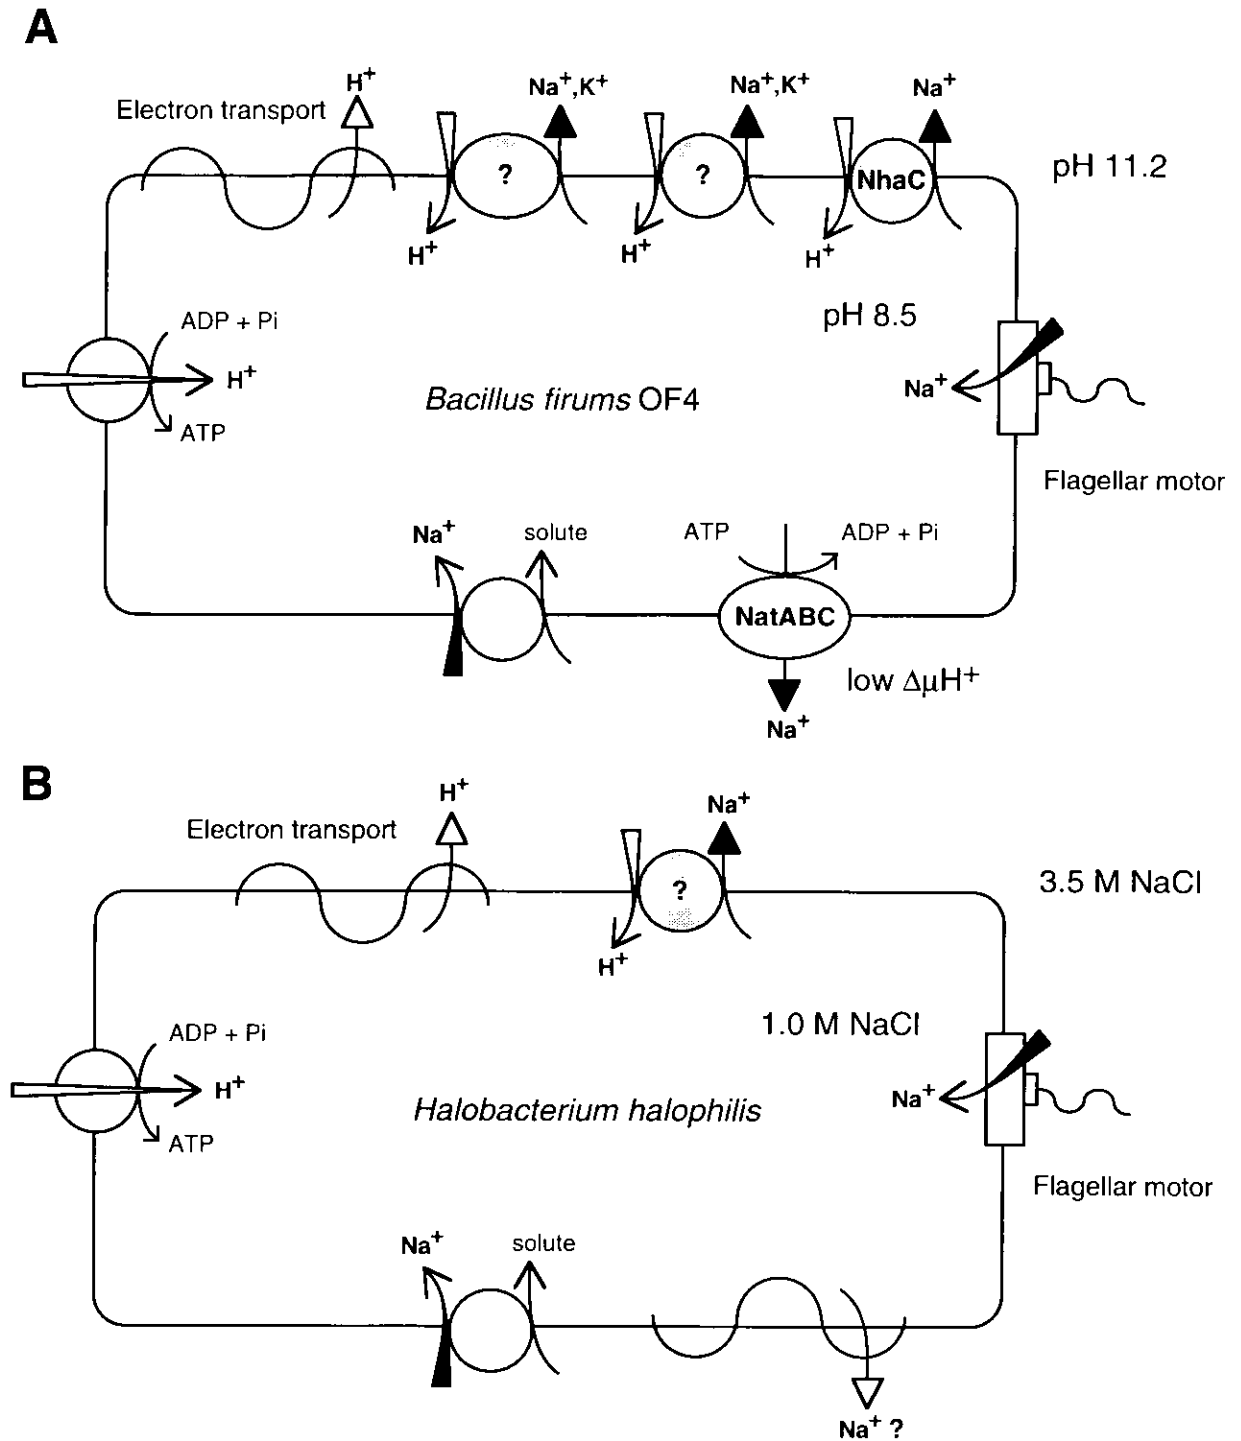 A
Electron transport
H+
Na+,K+
Na+,K+
Na+
?
?
NhaC
pH 11.2
H+
H+
H+
ADP + Pi
pH 8.5
H+
Bacillus firums OF4
Na+
ATP
Flagellar motor
Na+
solute
ATP
ADP + Pi
NatABC
low ΔμH+
Na+
B
H+
Electron transport
Na+
?
3.5 M NaCl
H+
ADP + Pi
1.0 M NaCl
H+
Halobacterium halophilis
Na+
ATP
Flagellar motor
Na+
solute
Na+ ?